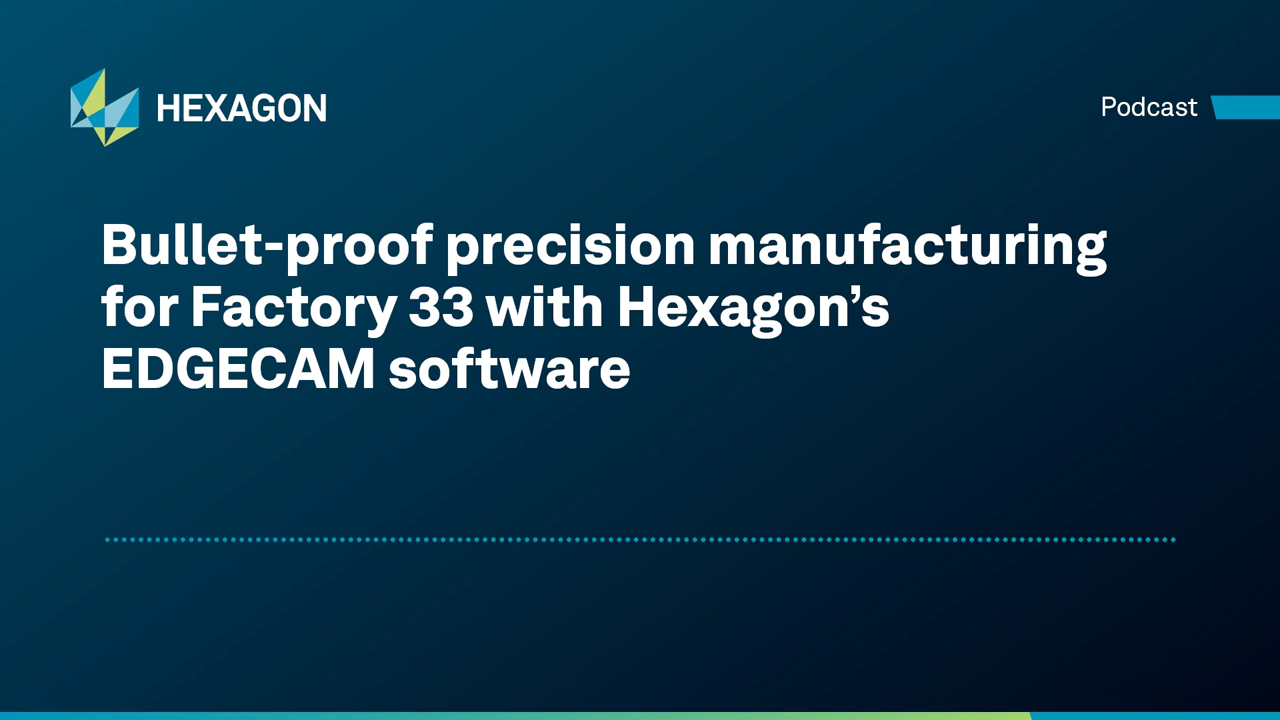 HEXAGON
Podcast
Bullet-proof precision manufacturing
for Factory 33 with Hexagon’s
EDGECAM software